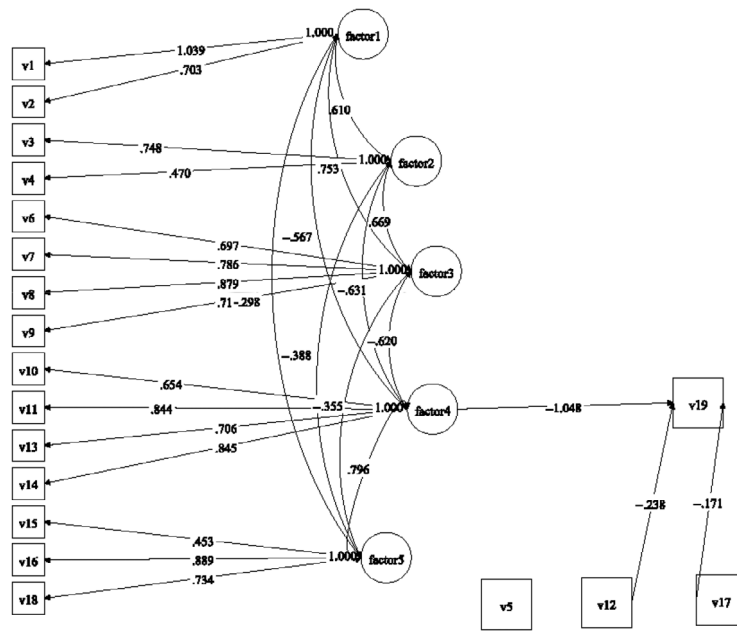 1.000 factor1
1.039
v1
.703
v2
.610
v3
.748
1.000 factor2
.470
.753
v4
v6
.669
.697
-.567
v7
.786
1.000 factor3
v8
.879
-.631
.71 -.298
v9
-.620
-.388
v10
.654
v11
.844
-.355
1.000 factor4
-1.048
v19
.706
v13
.845
.796
v14
-.238
-.171
v15
.453
1.000 factor5
v16
.889
.734
v18
v5
v12
v17